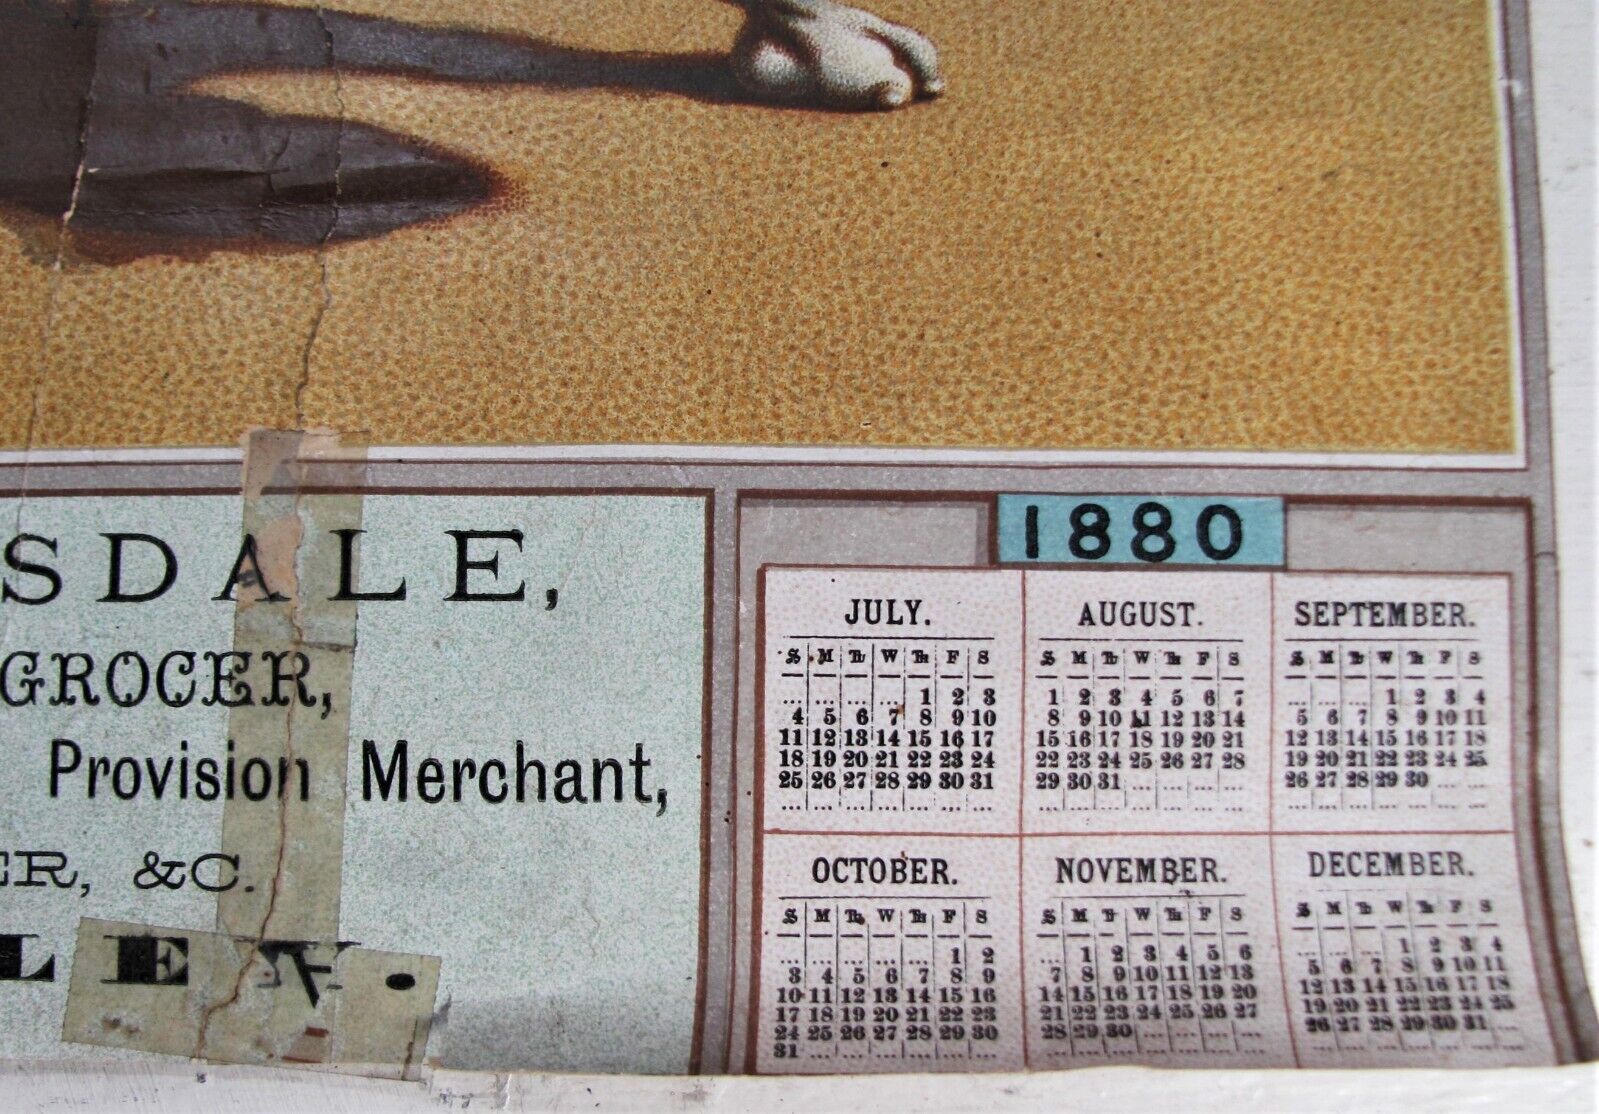 SDALE,
GROCER,
Provision Merchant,
ER, &C.
LEY.
1880
JULY.
S M Tu W Th F S
... ... ... ... 1 2 3
4 5 6 7 8 9 10
11 12 13 14 15 16 17
18 19 20 21 22 23 24
25 26 27 28 29 30 31
... ... ... ... ... ... ...
AUGUST.
S M Tu W Th F S
1 2 3 4 5 6 7
8 9 10 11 12 13 14
15 16 17 18 19 20 21
22 23 24 25 26 27 28
29 30 31 ... ... ... ...
... ... ... ... ... ... ...
SEPTEMBER.
S M Tu W Th F S
... ... ... 1 2 3 4
5 6 7 8 9 10 11
12 13 14 15 16 17 18
19 20 21 22 23 24 25
26 27 28 29 30 ... ...
... ... ... ... ... ... ...
OCTOBER.
S M Tu W Th F S
... ... ... ... ... 1 2
3 4 5 6 7 8 9
10 11 12 13 14 15 16
17 18 19 20 21 22 23
24 25 26 27 28 29 30
31 ... ... ... ... ... ...
NOVEMBER.
S M Tu W Th F S
... 1 2 3 4 5 6
7 8 9 10 11 12 13
14 15 16 17 18 19 20
21 22 23 24 25 26 27
28 29 30 ... ... ... ...
... ... ... ... ... ... ...
DECEMBER.
S M Tu W Th F S
... ... ... 1 2 3 4
5 6 7 8 9 10 11
12 13 14 15 16 17 18
19 20 21 22 23 24 25
26 27 28 29 30 31 ...
... ... ... ... ... ... ...